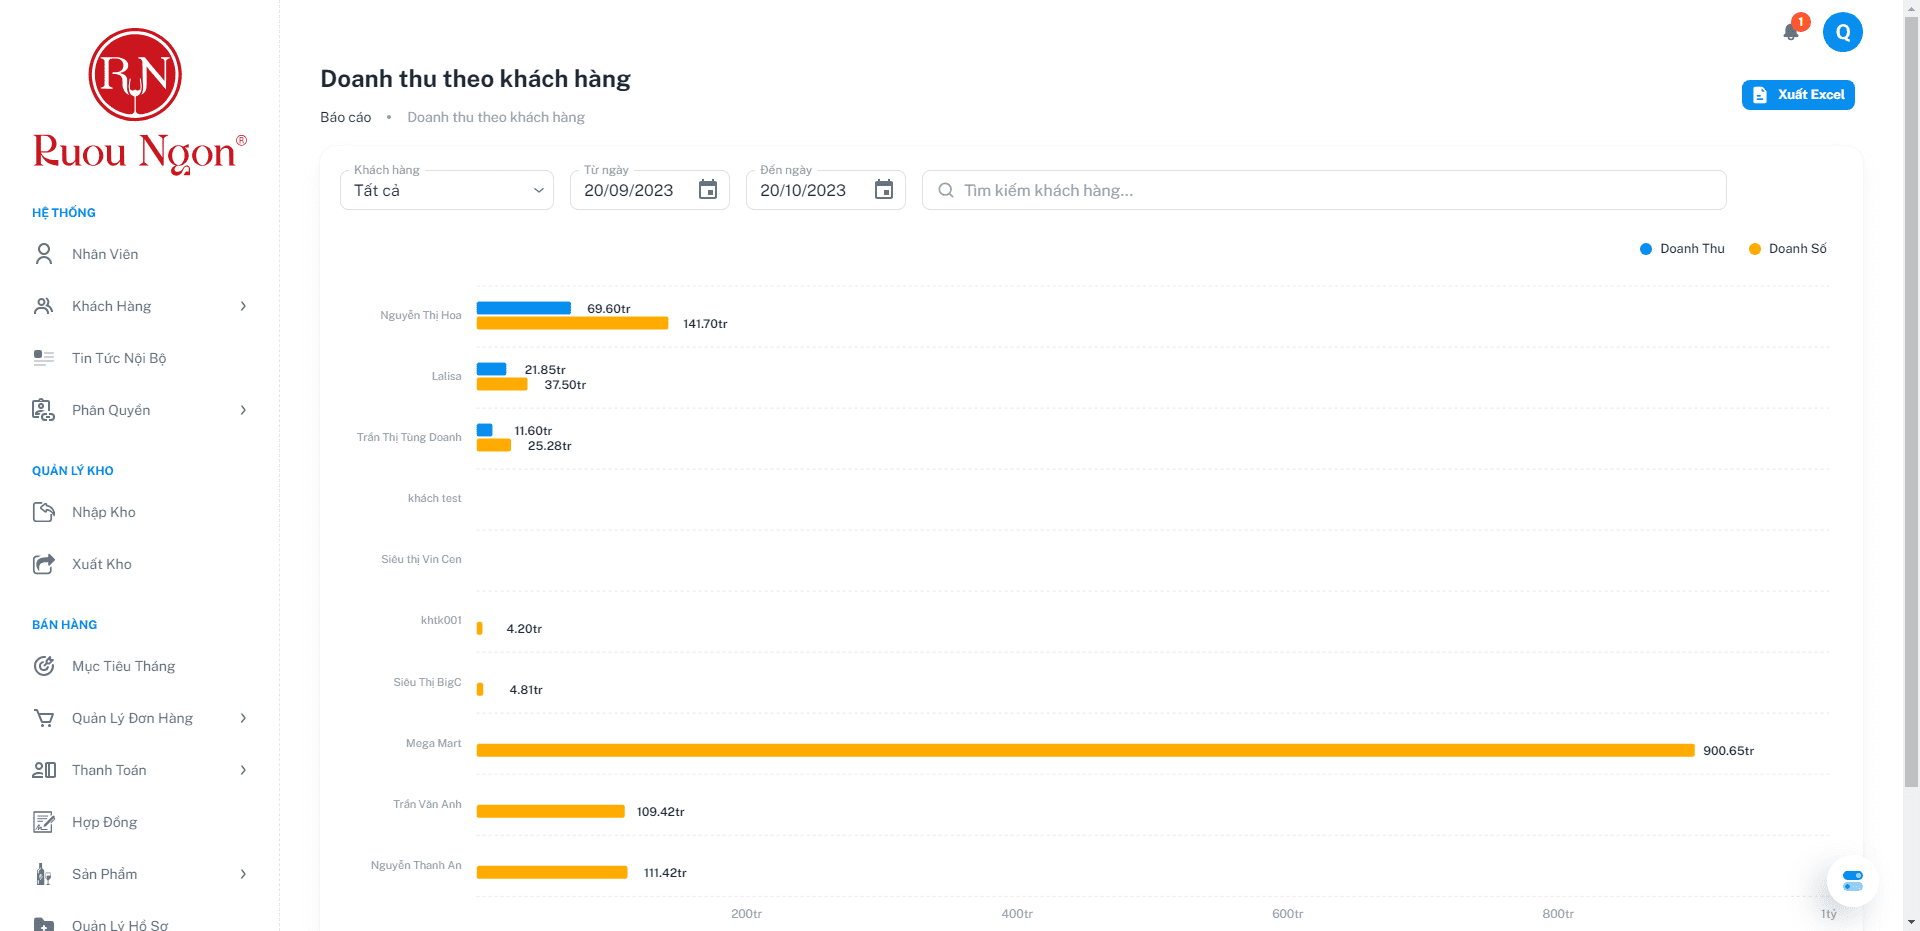 RN
Ruou Ngon®
HỆ THỐNG
Nhân Viên
Khách Hàng
Tin Tức Nội Bộ
Phân Quyền
QUẢN LÝ KHO
Nhập Kho
Xuất Kho
BÁN HÀNG
Mục Tiêu Tháng
Quản Lý Đơn Hàng
Thanh Toán
Hợp Đồng
Sản Phẩm
Quản Lý Hồ Sơ
1
Q
Doanh thu theo khách hàng
Báo cáo • Doanh thu theo khách hàng
Xuất Excel
Khách hàng
Tất cả
Từ ngày
20/09/2023
Đến ngày
20/10/2023
Tìm kiếm khách hàng...
Doanh Thu
Doanh Số
Nguyễn Thị Hoa
69.60tr
141.70tr
Lalisa
21.85tr
37.50tr
Trần Thị Tùng Doanh
11.60tr
25.28tr
khách test
Siêu thị Vin Cen
khtk001
4.20tr
Siêu Thị BigC
4.81tr
Mega Mart
900.65tr
Trần Văn Anh
109.42tr
Nguyễn Thanh An
111.42tr
200tr 400tr 600tr 800tr 1tỷ